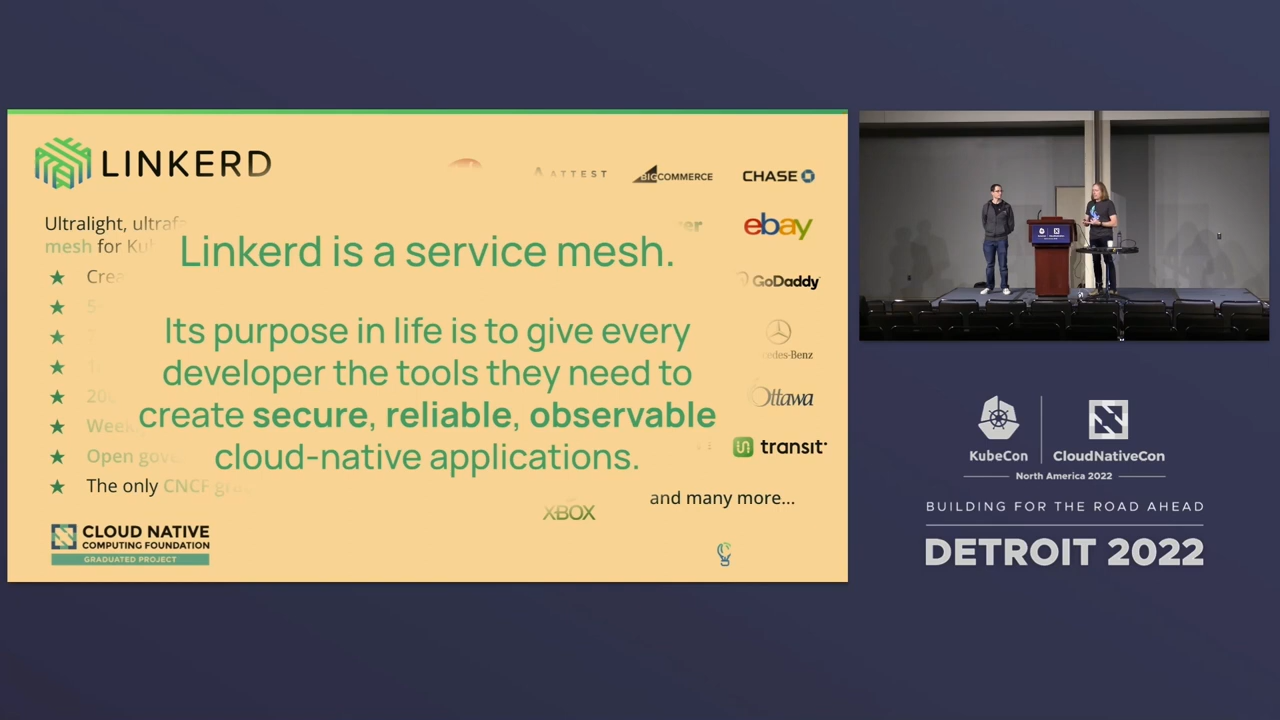 LINKERD
ATTEST
BIGCOMMERCE
CHASE
Ultralight,
mesh for
ebay
Linkerd is a service mesh.
GoDaddy
Its purpose in life is to give every
developer the tools they need to
create secure, reliable, observable
cloud-native applications.
Ottawa
transit
Open
The only CNCF
and many more...
XBOX
CLOUD NATIVE
COMPUTING FOUNDATION
GRADUATED PROJECT
KubeCon
CloudNativeCon
North America 2022
BUILDING FOR THE ROAD AHEAD
DETROIT 2022